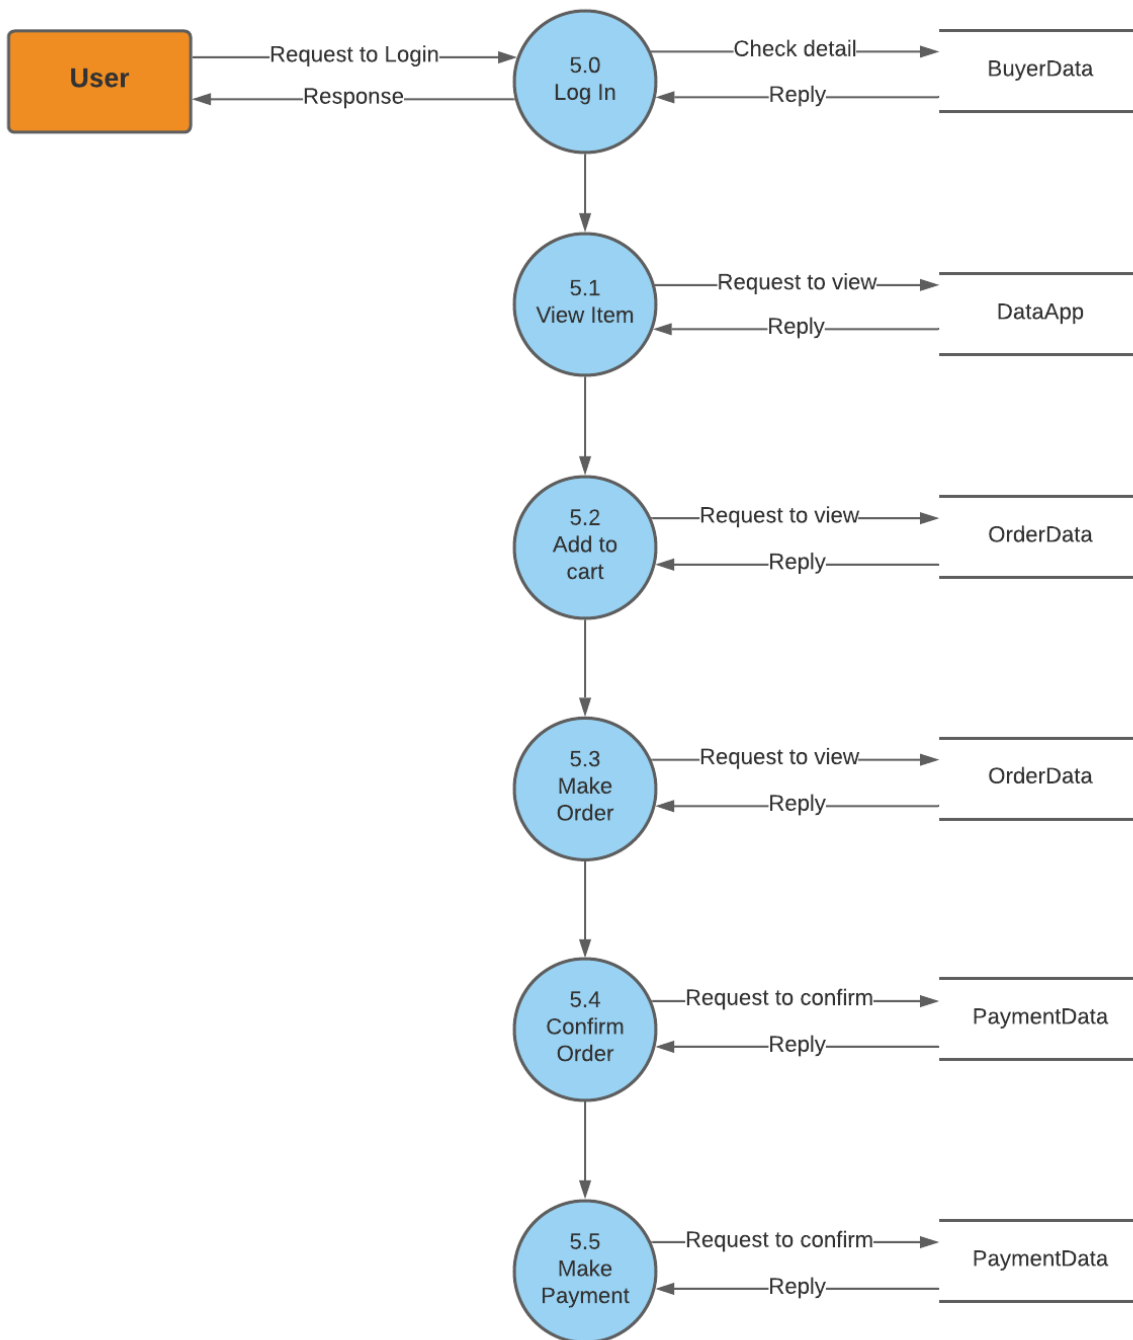 User
Request to Login
Response
5.0
Log In
Check detail
Reply
BuyerData
5.1
View Item
Request to view
Reply
DataApp
5.2
Add to
cart
Request to view
Reply
OrderData
5.3
Make
Order
Request to view
Reply
OrderData
5.4
Confirm
Order
Request to confirm
Reply
PaymentData
5.5
Make
Payment
Request to confirm
Reply
PaymentData